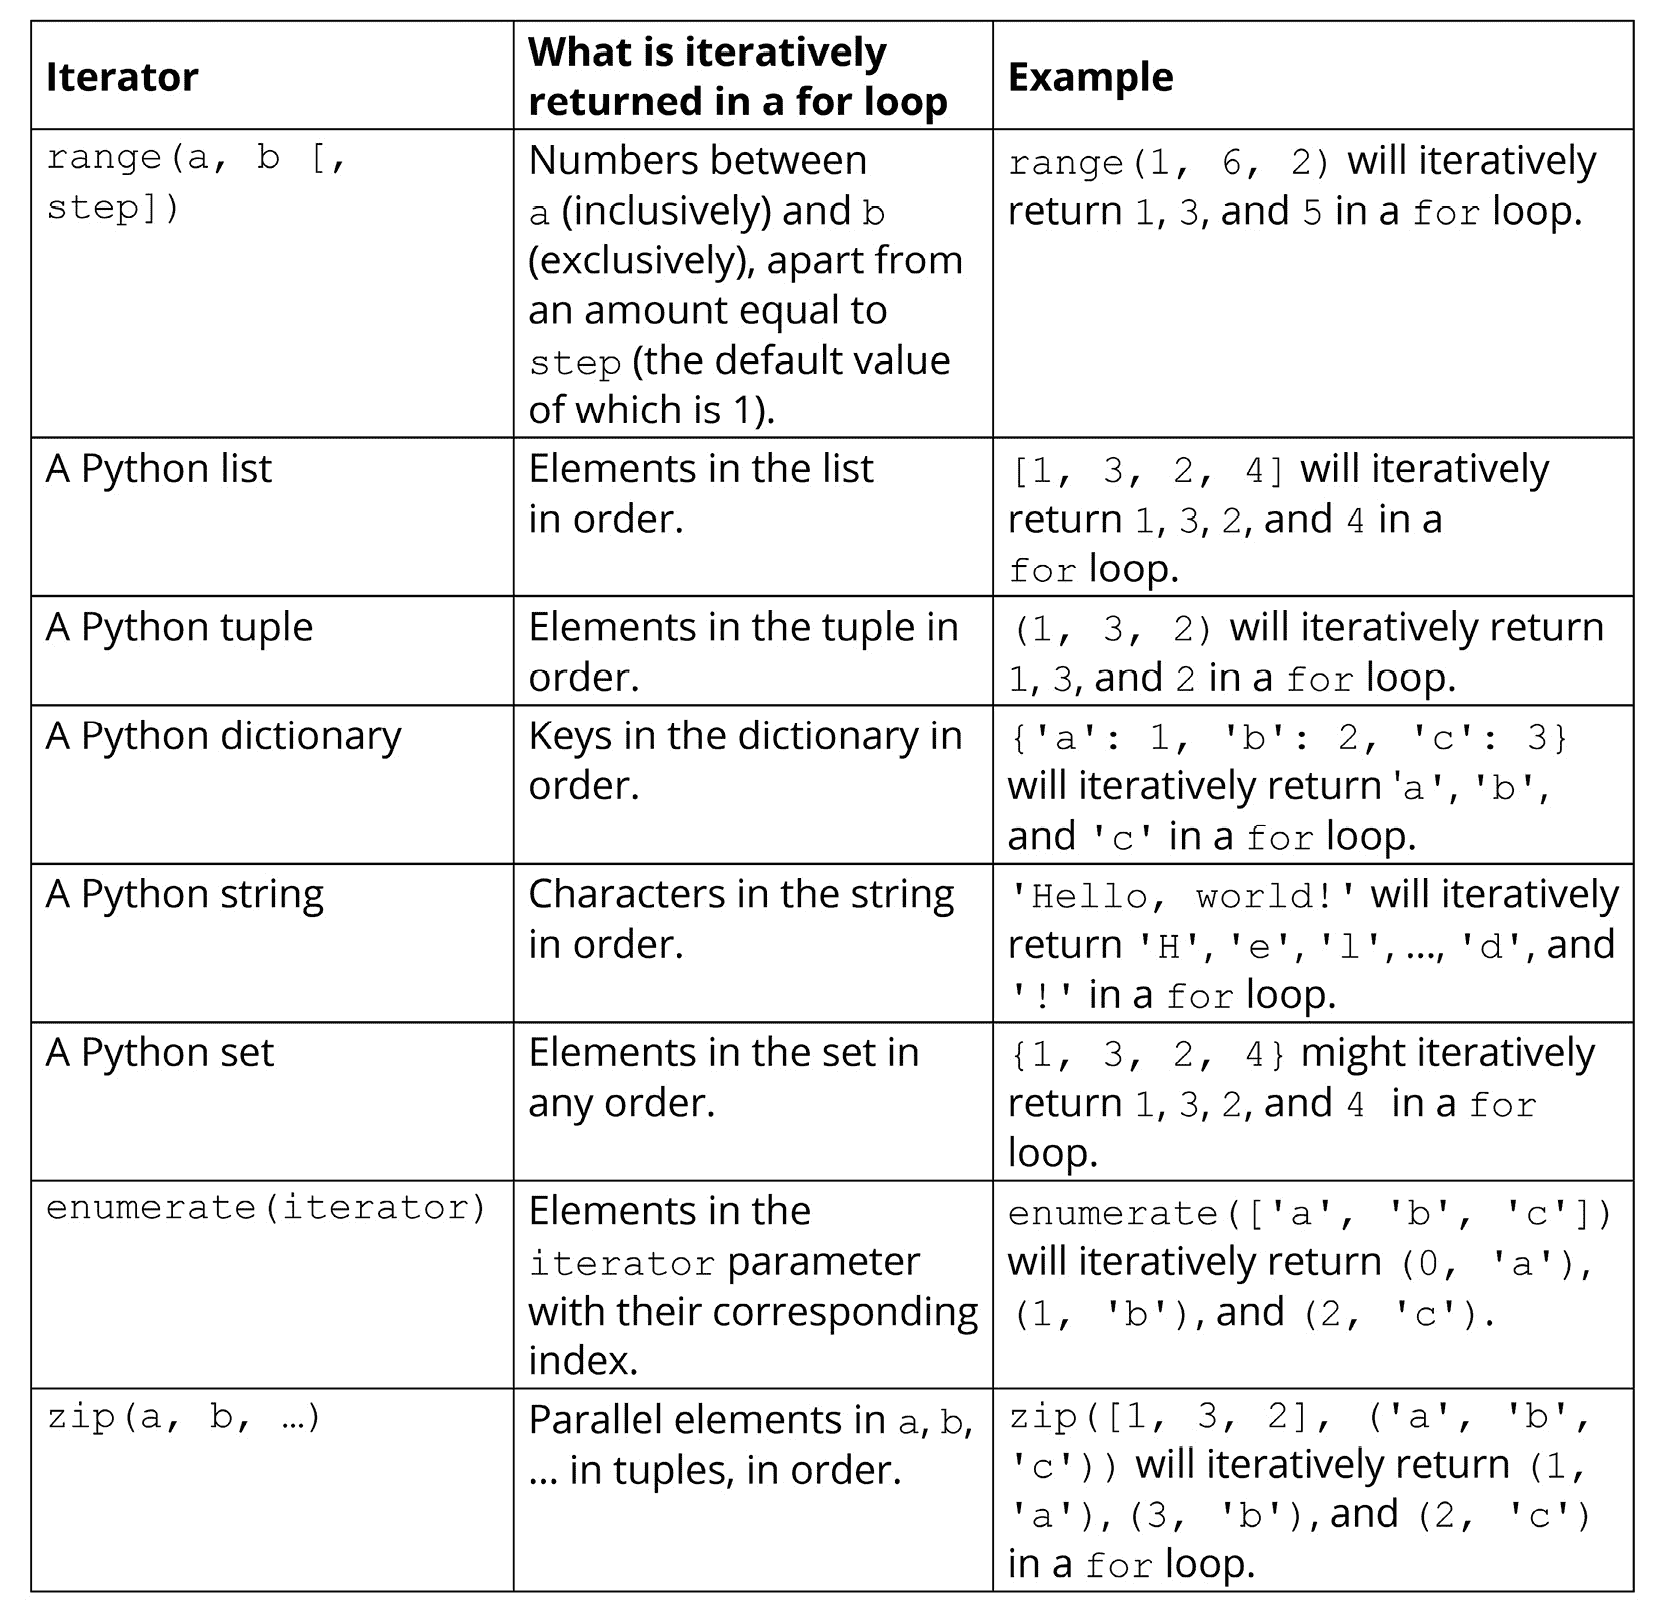 Iterator
What is iteratively
returned in a for loop
Example
range(a, b [,
step])
Numbers between
a (inclusively) and b
(exclusively), apart from
an amount equal to
step (the default value
of which is 1).
range(1, 6, 2) will iteratively
return 1, 3, and 5 in a for loop.
A Python list
Elements in the list
in order.
[1, 3, 2, 4] will iteratively
return 1, 3, 2, and 4 in a
for loop.
A Python tuple
Elements in the tuple in
order.
(1, 3, 2) will iteratively return
1, 3, and 2 in a for loop.
A Python dictionary
Keys in the dictionary in
order.
{'a': 1, 'b': 2, 'c': 3}
will iteratively return 'a', 'b',
and 'c' in a for loop.
A Python string
Characters in the string
in order.
'Hello, world!' will iteratively
return 'H', 'e', 'l', …, 'd', and
'!' in a for loop.
A Python set
Elements in the set in
any order.
{1, 3, 2, 4} might iteratively
return 1, 3, 2, and 4 in a for
loop.
enumerate(iterator)
Elements in the
iterator parameter
with their corresponding
index.
enumerate(['a', 'b', 'c'])
will iteratively return (0, 'a'),
(1, 'b'), and (2, 'c').
zip(a, b, …)
Parallel elements in a, b,
… in tuples, in order.
zip([1, 3, 2], ('a', 'b',
'c')) will iteratively return (1,
'a'), (3, 'b'), and (2, 'c')
in a for loop.